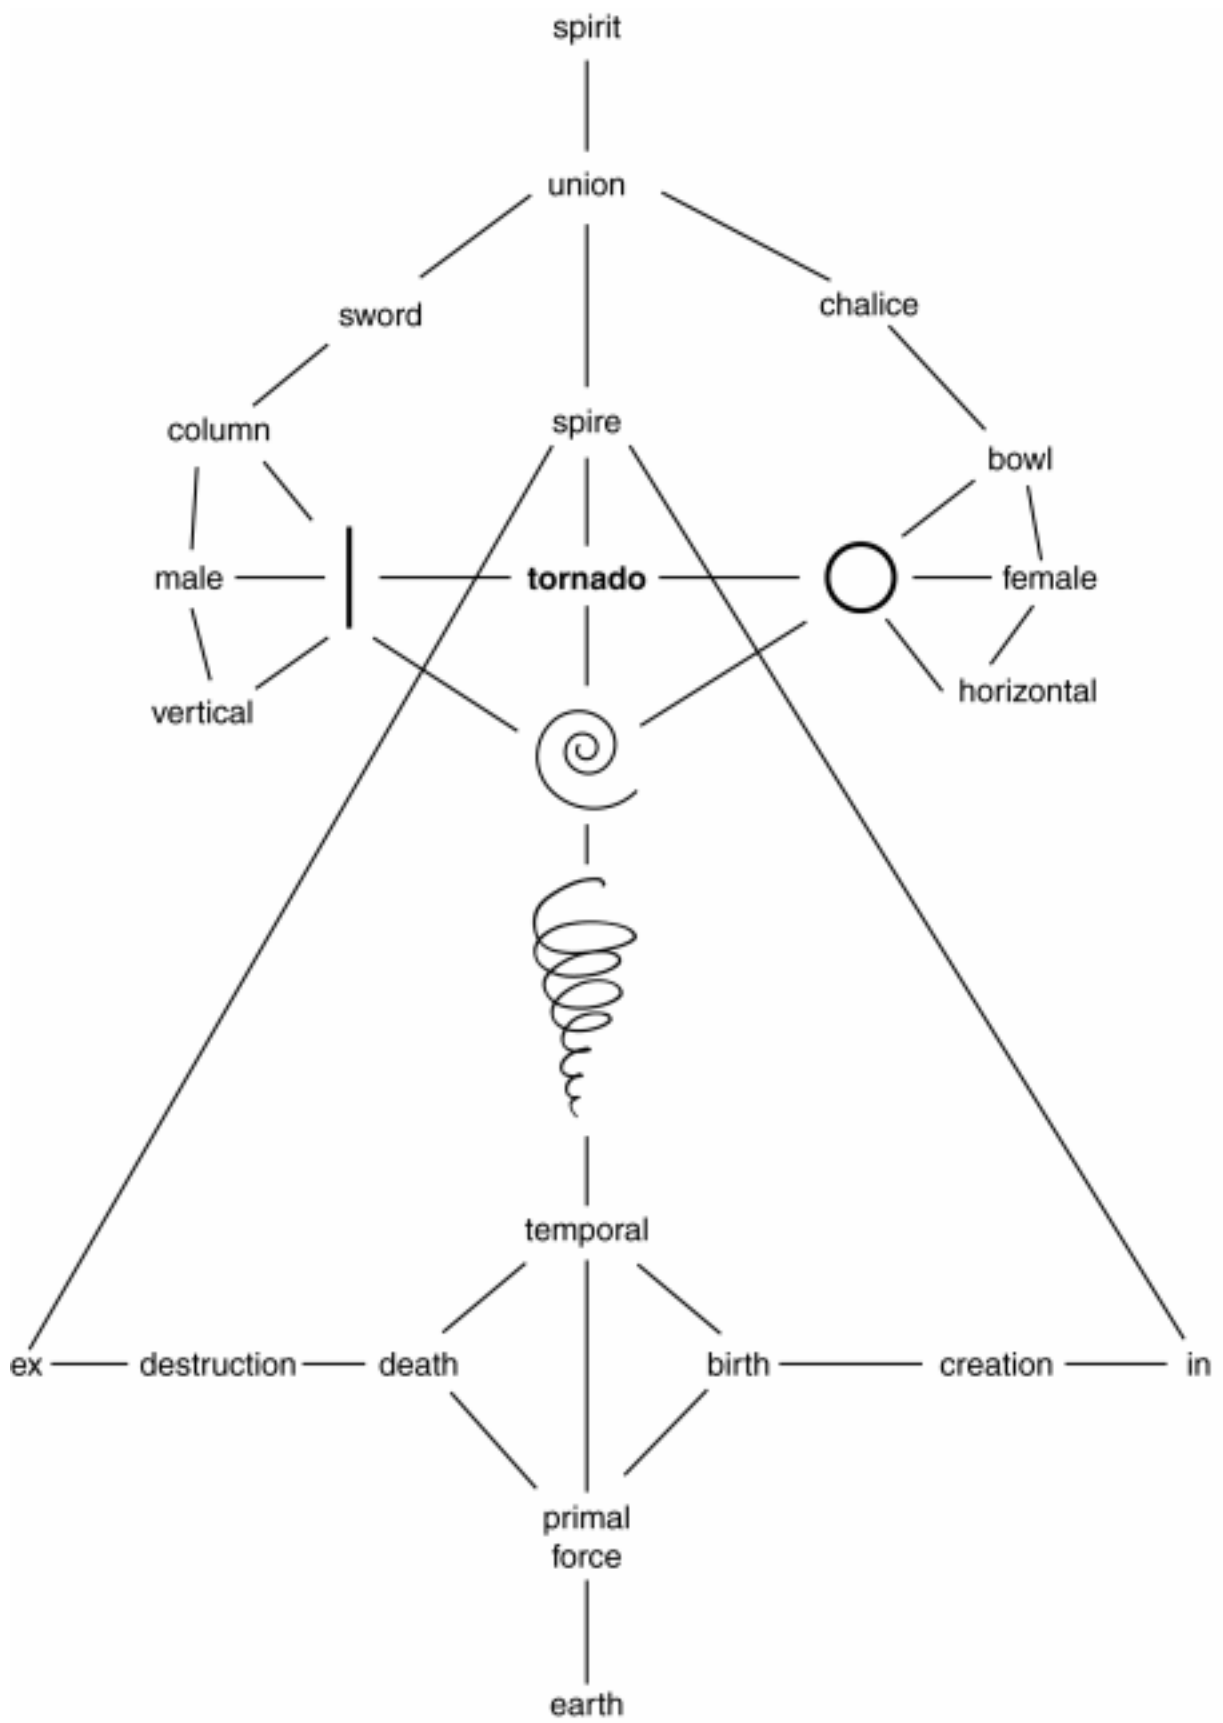 spirit
union
sword
chalice
column
spire
bowl
male
tornado
female
vertical
horizontal
temporal
ex
destruction
death
birth
creation
in
primal
force
earth